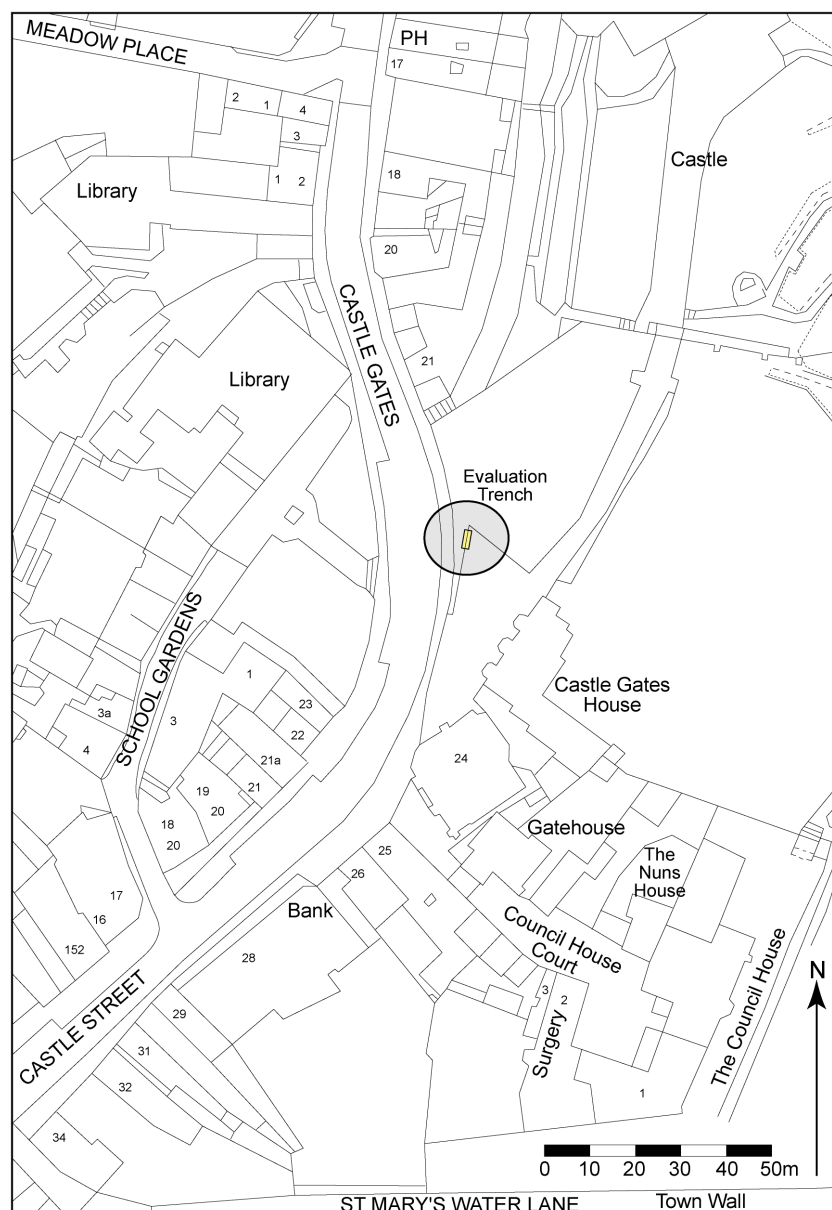 MEADOW PLACE
PH
17
2
1
4
3
1
2
18
Castle
Library
20
CASTLE GATES
21
Library
Evaluation
Trench
SCHOOL GARDENS
1
23
22
3
3a
4
21a
21
19
20
18
20
Castle Gates
House
24
Gatehouse
The
Nuns
House
25
26
17
16
152
Bank
28
Council House
Court
3
2
Surgery
1
The Council House
N
CASTLE STREET
29
31
32
34
0 10 20 30 40 50m
ST MARY'S WATER LANE
Town Wall